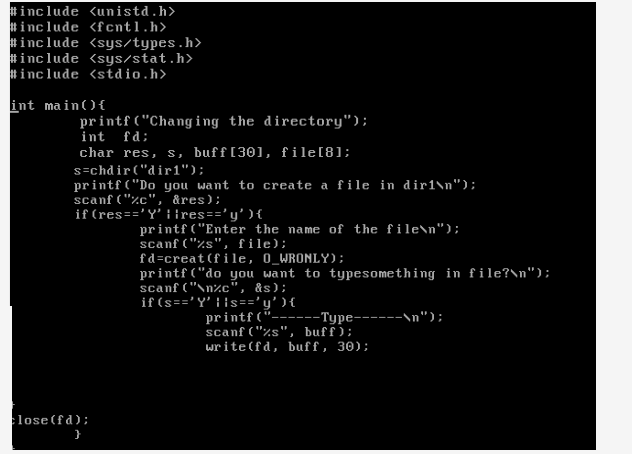 #include <unistd.h>
#include <fcntl.h>
#include <sys/types.h>
#include <sys/stat.h>
#include <stdio.h>
int main(){
printf("Changing the directory");
int fd;
char res, s, buff[30], file[8];
s=chdir("dir1");
printf("Do you want to create a file in dir1\n");
scanf("%c", &res);
if(res=='Y'||res=='y'){
printf("Enter the name of the file\n");
scanf("%s", file);
fd=creat(file, O_WRONLY);
printf("do you want to typesomething in file?\n");
scanf("\n%c", &s);
if(s=='Y'||s=='y'){
printf("------Type------\n");
scanf("%s", buff);
write(fd, buff, 30);
}
close(fd);
}